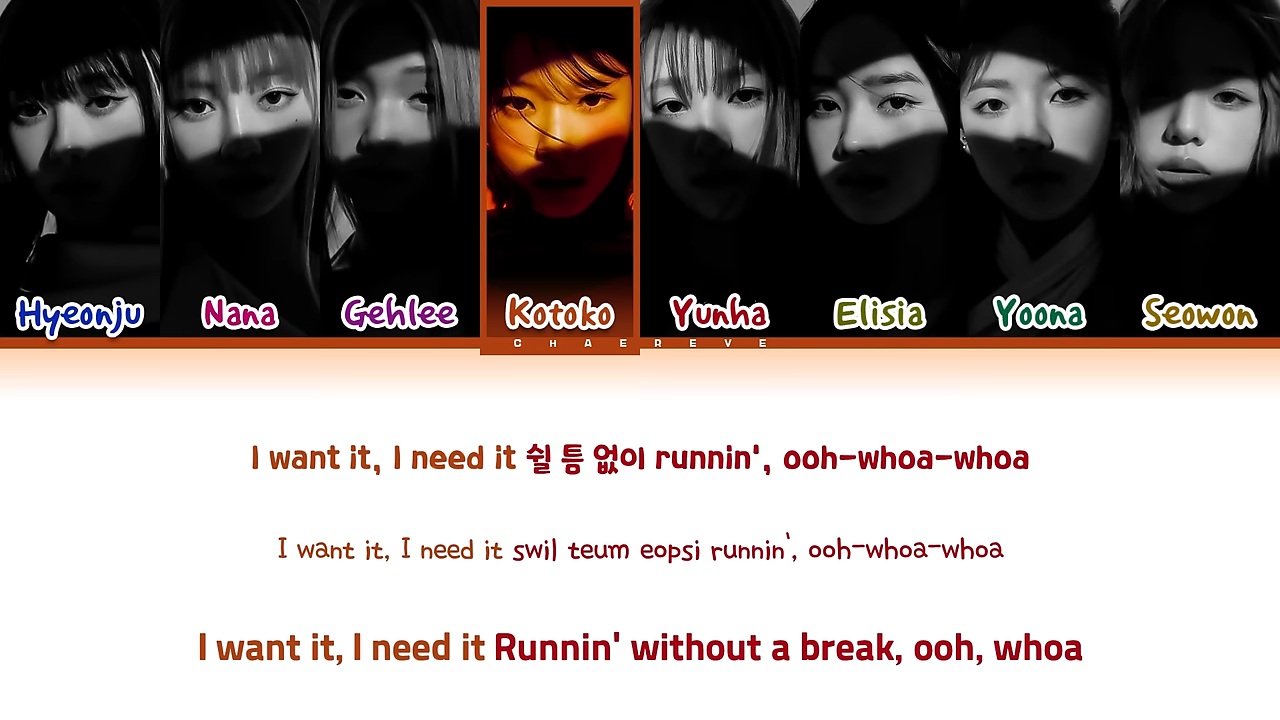 Hyeonju Nana Gehlee Kotoko Yunha Elisia Yoona Seowon
CHAEREVE
I want it, I need it 쉴 틈 없이 runnin', ooh-whoa-whoa
I want it, I need it swil teum eopsi runnin', ooh-whoa-whoa
I want it, I need it Runnin' without a break, ooh, whoa